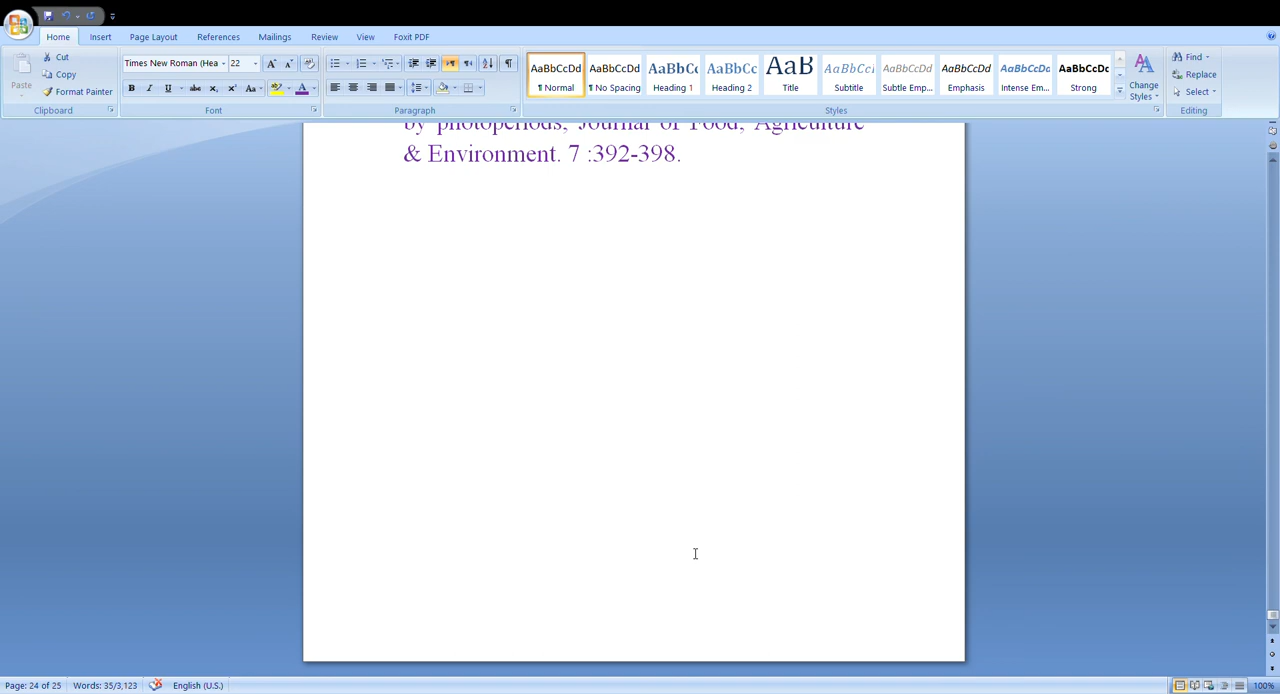 Home Insert Page Layout References Mailings Review View Foxit PDF
Paste
Cut
Copy
Format Painter
Clipboard
Times New Roman (Hea 22
Font
Paragraph
AaBbCcDd AaBbCcDd AaBbCc AaBbCc AaB AaBbCcI AaBbCcDd AaBbCcDd AaBbCcDc AaBbCcDc
¶ Normal ¶ No Spacing Heading 1 Heading 2 Title Subtitle Subtle Emp... Emphasis Intense Em... Strong
Change
Styles
Styles
Find
Replace
Select
Editing
by photoperiods, Journal of Food, Agriculture
& Environment. 7 :392-398.
Page: 24 of 25 Words: 35/3,123 English (U.S.) 100%